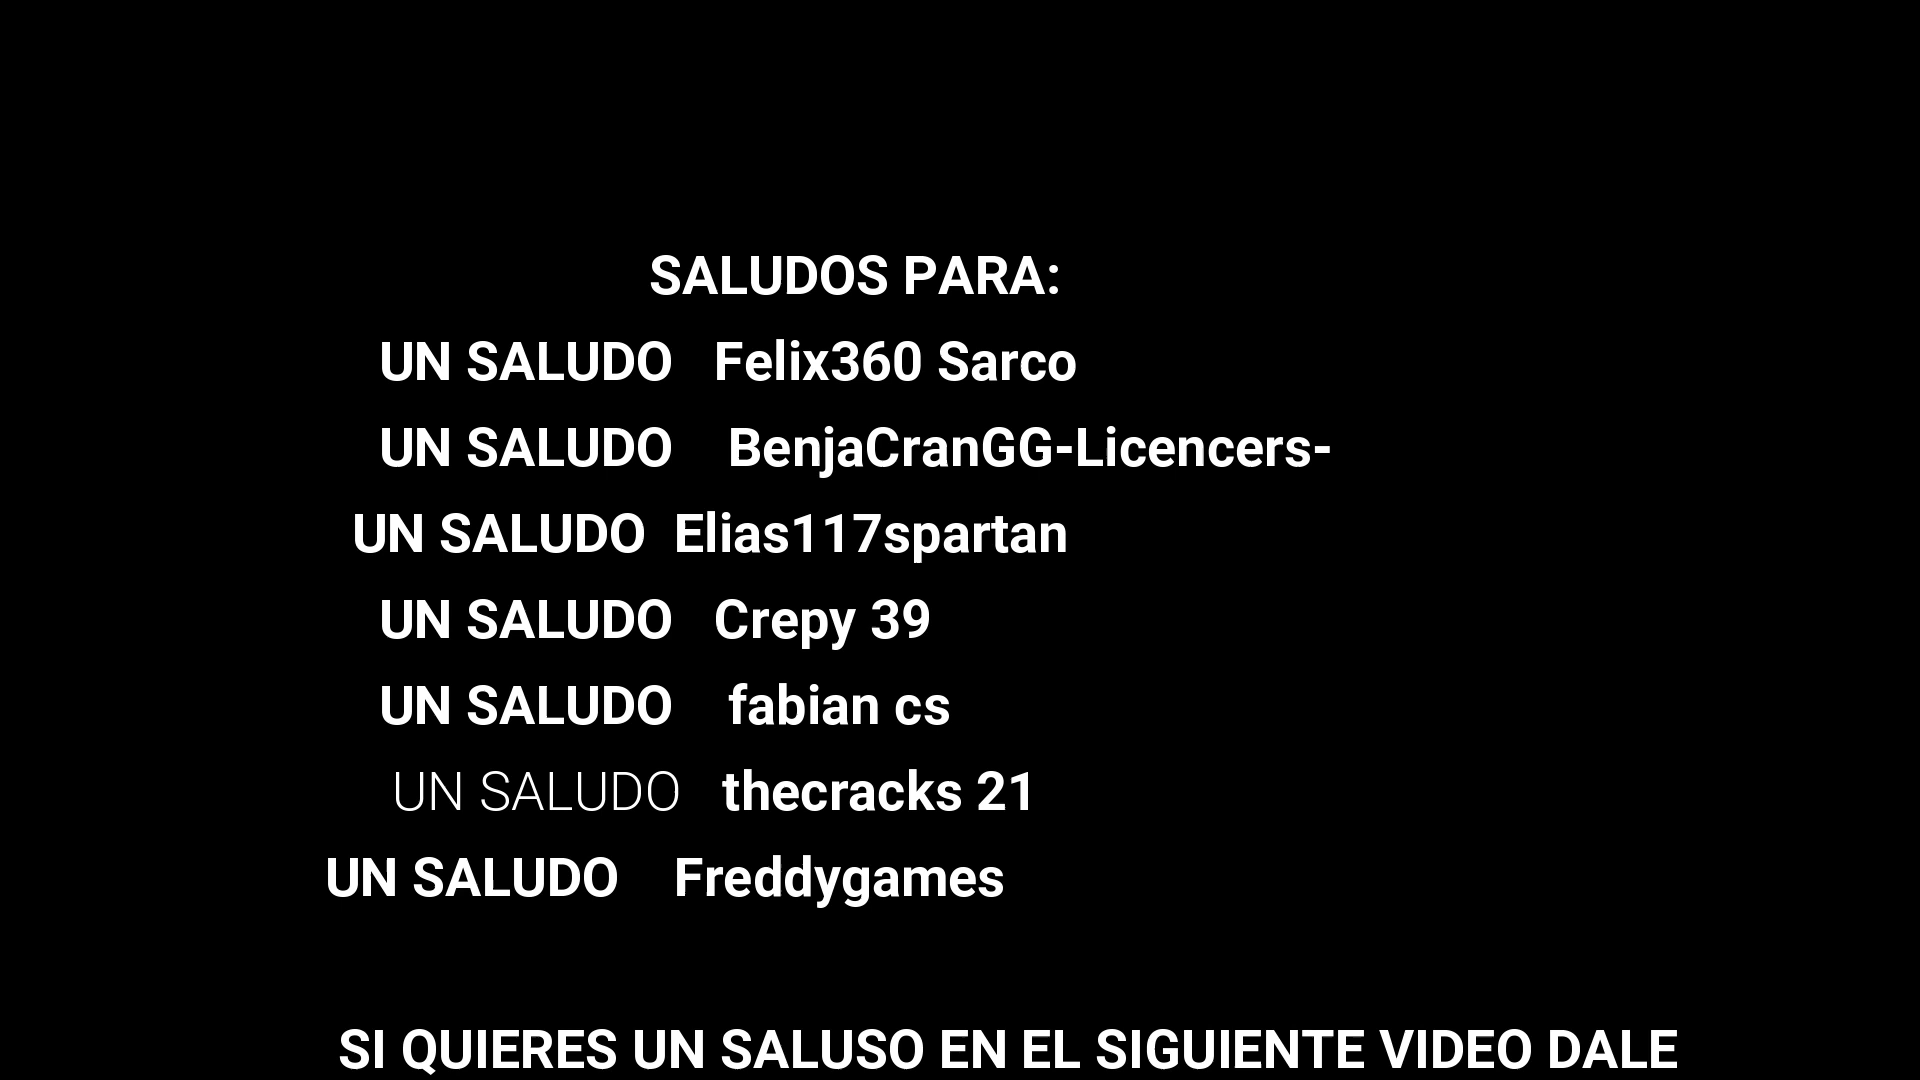 SALUDOS PARA:
UN SALUDO Felix360 Sarco
UN SALUDO BenjaCranGG-Licencers-
UN SALUDO Elias117spartan
UN SALUDO Crepy 39
UN SALUDO fabian cs
UN SALUDO thecracks 21
UN SALUDO Freddygames
SI QUIERES UN SALUSO EN EL SIGUIENTE VIDEO DALE